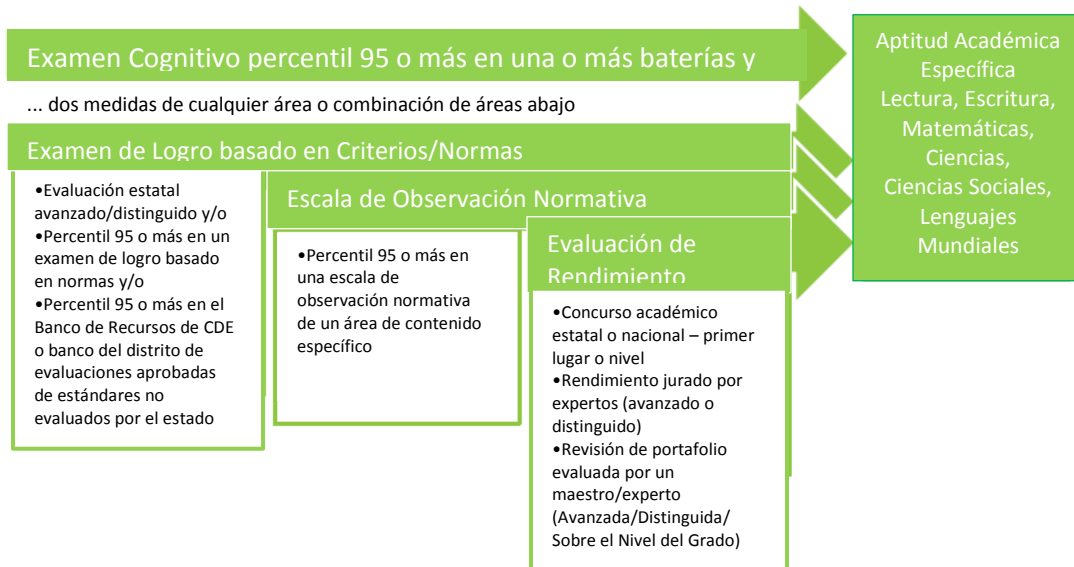 Examen Cognitivo percentil 95 o más en una o más baterías y
... dos medidas de cualquier área o combinación de áreas abajo
Examen de Logro basado en Criterios/Normas
•Evaluación estatal
avanzado/distinguido y/o
•Percentil 95 o más en un
examen de logro basado
en normas y/o
•Percentil 95 o más en el
Banco de Recursos de CDE
o banco del distrito de
evaluaciones aprobadas
de estándares no
evaluados por el estado
Escala de Observación Normativa
•Percentil 95 o más en
una escala de
observación normativa
de un área de contenido
específico
Evaluación de
Rendimiento
•Concurso académico
estatal o nacional – primer
lugar o nivel
•Rendimiento jurado por
expertos (avanzado o
distinguido)
•Revisión de portafolio
evaluada por un
maestro/experto
(Avanzada/Distinguida/
Sobre el Nivel del Grado)
Aptitud Académica
Específica
Lectura, Escritura,
Matemáticas,
Ciencias,
Ciencias Sociales,
Lenguajes
Mundiales